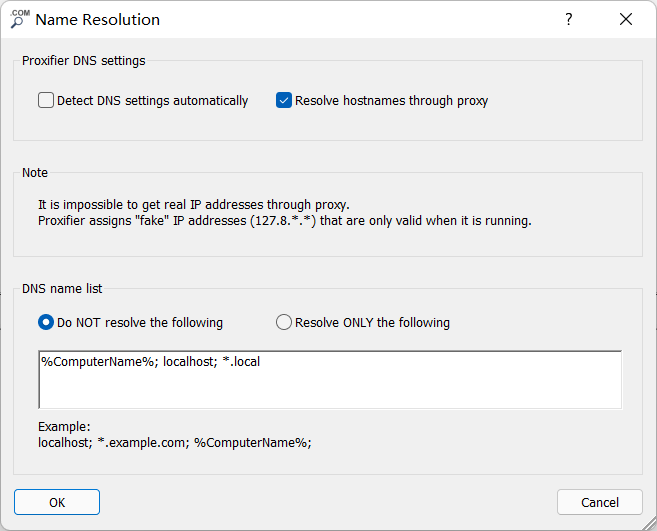 .COM
Name Resolution
?
Proxifier DNS settings
Detect DNS settings automatically
Resolve hostnames through proxy
Note
It is impossible to get real IP addresses through proxy.
Proxifier assigns "fake" IP addresses (127.8.*.*) that are only valid when it is running.
DNS name list
Do NOT resolve the following
Resolve ONLY the following
%ComputerName%; localhost; *.local
Example:
localhost; *.example.com; %ComputerName%;
OK
Cancel